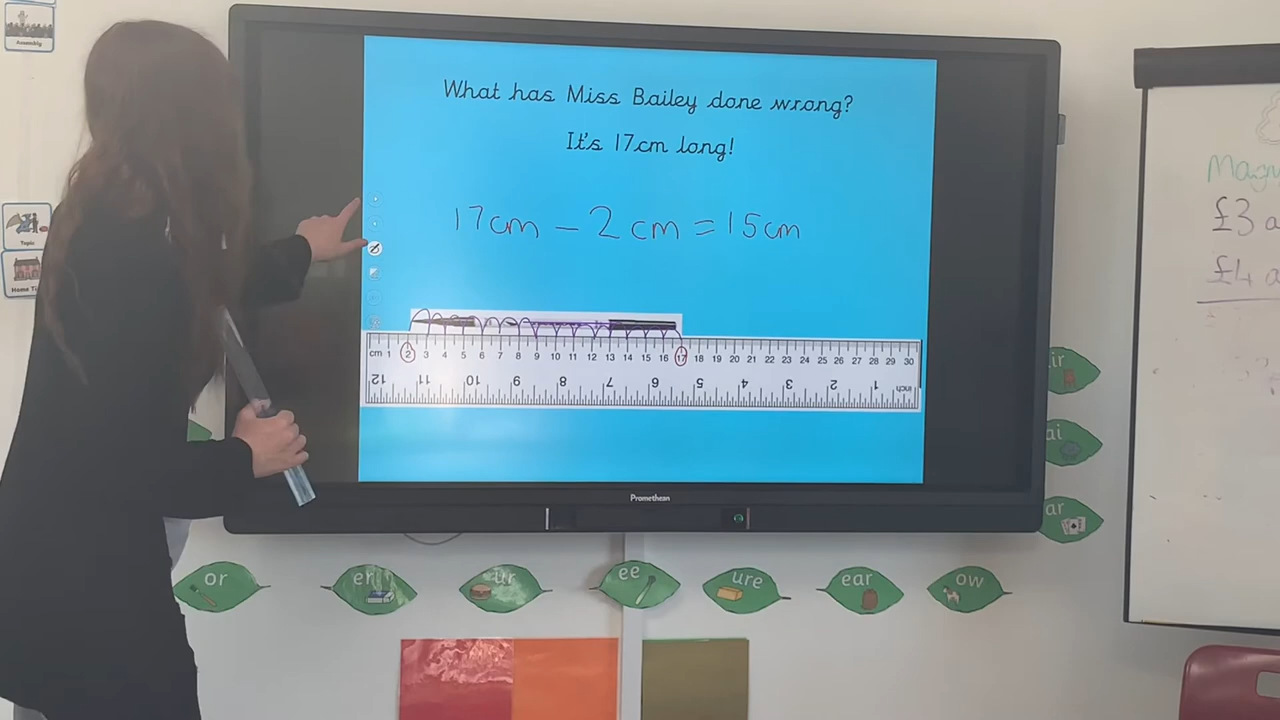 Assembly
What has Miss Bailey done wrong?
It's 17cm long!
17cm - 2cm = 15cm
cm 1 2 3 4 5 6 7 8 9 10 11 12 13 14 15 16 17 18 19 20 21 22 23 24 25 26 27 28 29 30
12 11 10 9 8 7 6 5 4 3 2 1 inch
Promethean
Topic
Home
£3
£4
ir
ai
ar
or
er
ur
ee
ure
ear
ow